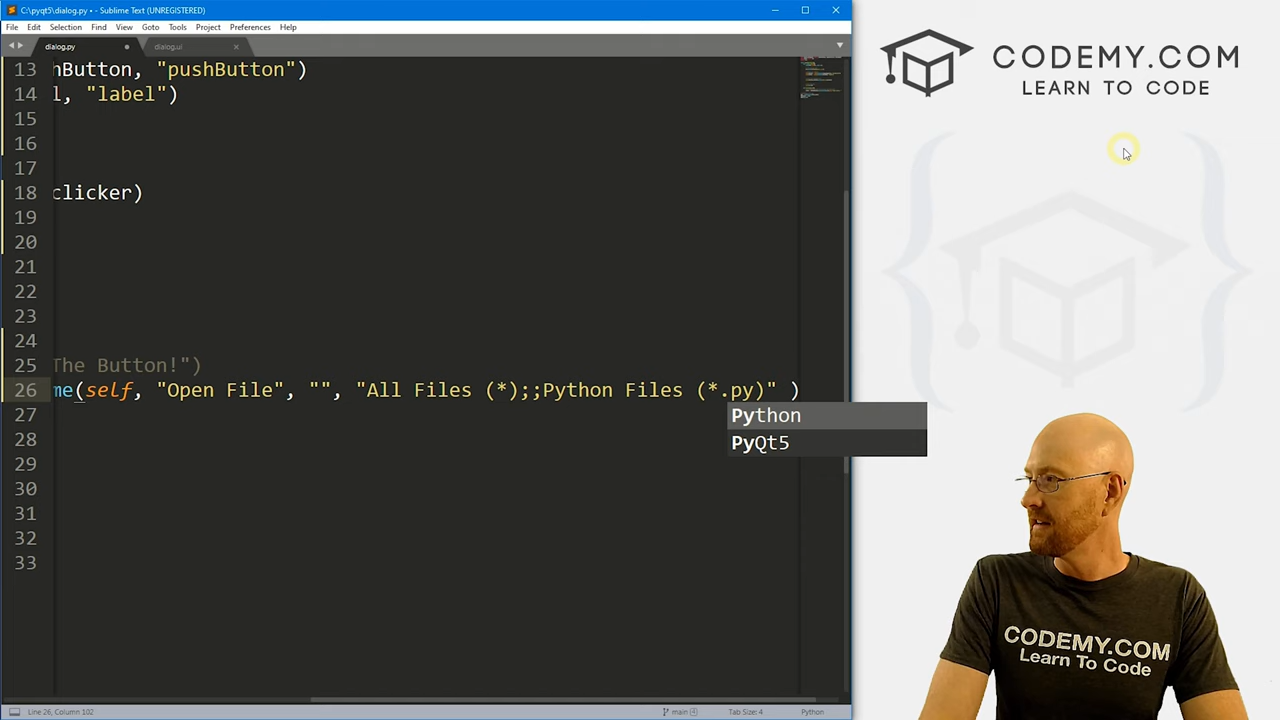 C:\pyqt5\dialog.py • - Sublime Text (UNREGISTERED)
File Edit Selection Find View Goto Tools Project Preferences Help
dialog.py dialog.ui
13 hButton, "pushButton")
14 l, "label")
15
16
17
18 clicker)
19
20
21
22
23
24
25 The Button!")
26 me(self, "Open File", "", "All Files (*);;Python Files (*.py)" )
27 Python
28 PyQt5
29
30
31
32
33
Line 26, Column 102 main (4) Tab Size: 4 Python
CODEMY.COM
LEARN TO CODE
CODEMY.COM
Learn To Code